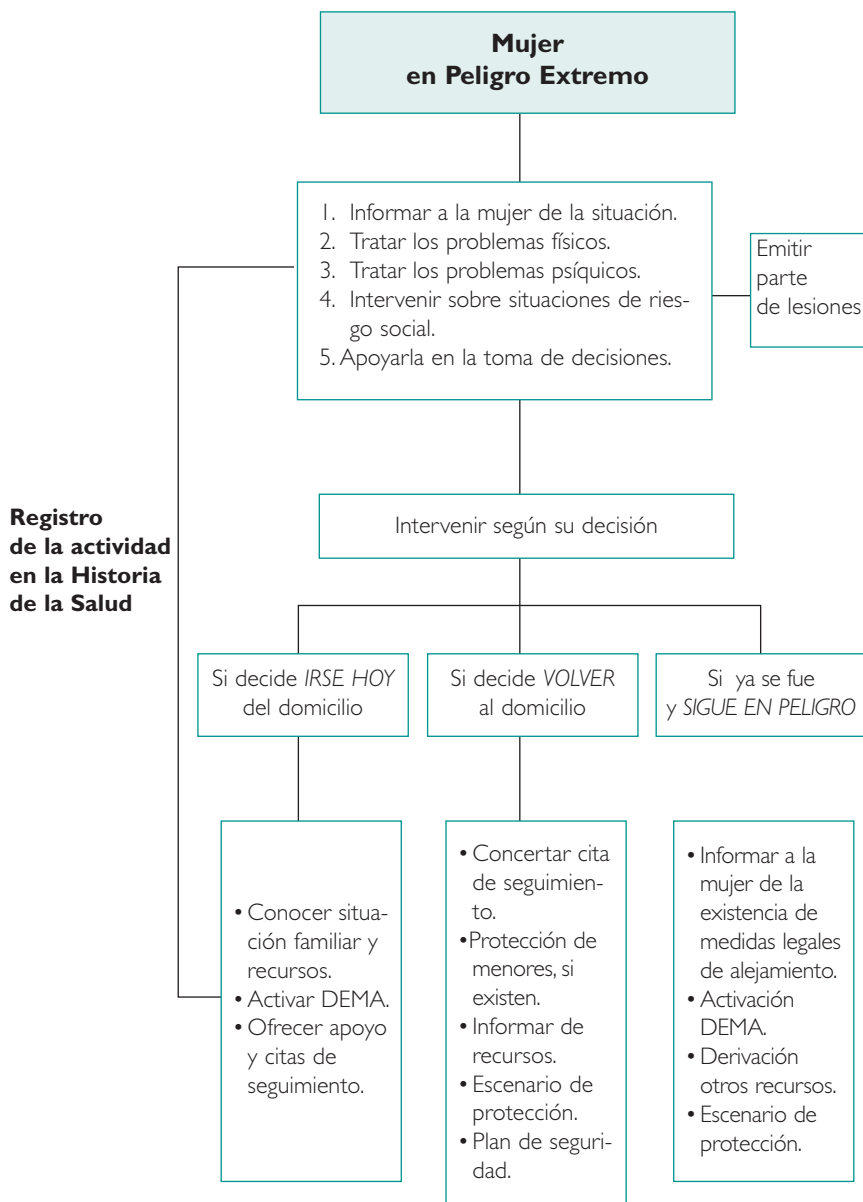 Mujer
en Peligro Extremo
1. Informar a la mujer de la situación.
2. Tratar los problemas físicos.
3. Tratar los problemas psíquicos.
4. Intervenir sobre situaciones de ries-
go social.
5. Apoyarla en la toma de decisiones.
Emitir
parte
de lesiones
Registro
de la actividad
en la Historia
de la Salud
Intervenir según su decisión
Si decide IRSE HOY
del domicilio
Si decide VOLVER
al domicilio
Si ya se fue
y SIGUE EN PELIGRO
• Conocer situa-
ción familiar y
recursos.
• Activar DEMA.
• Ofrecer apoyo
y citas de
seguimiento.
• Concertar cita
de seguimien-
to.
• Protección de
menores, si
existen.
• Informar de
recursos.
• Escenario de
protección.
• Plan de seguri-
dad.
• Informar a la
mujer de la
existencia de
medidas legales
de alejamiento.
• Activación
DEMA.
• Derivación
otros recursos.
• Escenario de
protección.